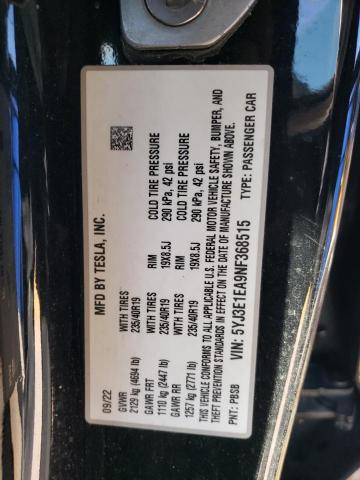 MFD BY TESLA, INC.
09/22
GVWR
2129 kg (4694 lb)
GAWR FRT WITH TIRES RIM COLD TIRE PRESSURE
1110 kg (2447 lb) 235/40R19 19X8.5J 290 kPa, 42 psi
GAWR RR WITH TIRES RIM COLD TIRE PRESSURE
1257 kg (2771 lb) 235/40R19 19X8.5J 290 kPa, 42 psi
THIS VEHICLE CONFORMS TO ALL APPLICABLE U.S. FEDERAL MOTOR VEHICLE SAFETY, BUMPER, AND
THEFT PREVENTION STANDARDS IN EFFECT ON THE DATE OF MANUFACTURE SHOWN ABOVE.
VIN: 5YJ3E1EA9NF368515 TYPE: PASSENGER CAR
PNT: PBSB